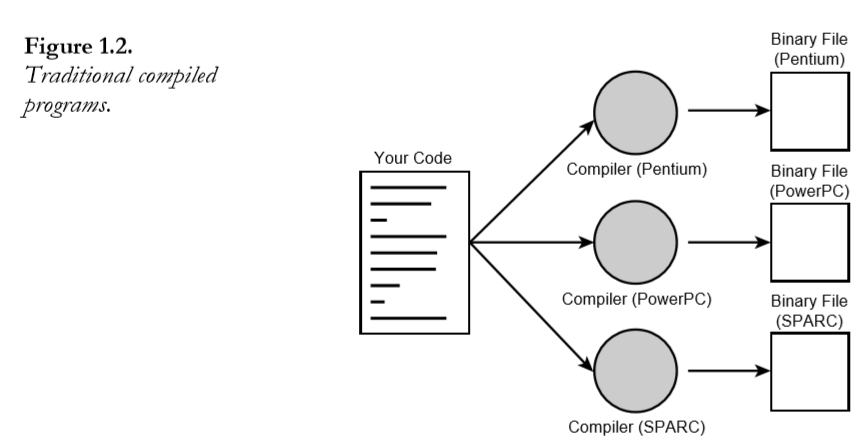 Figure 1.2.
Traditional compiled
programs.
Your Code
Compiler (Pentium)
Binary File
(Pentium)
Compiler (PowerPC)
Binary File
(PowerPC)
Compiler (SPARC)
Binary File
(SPARC)